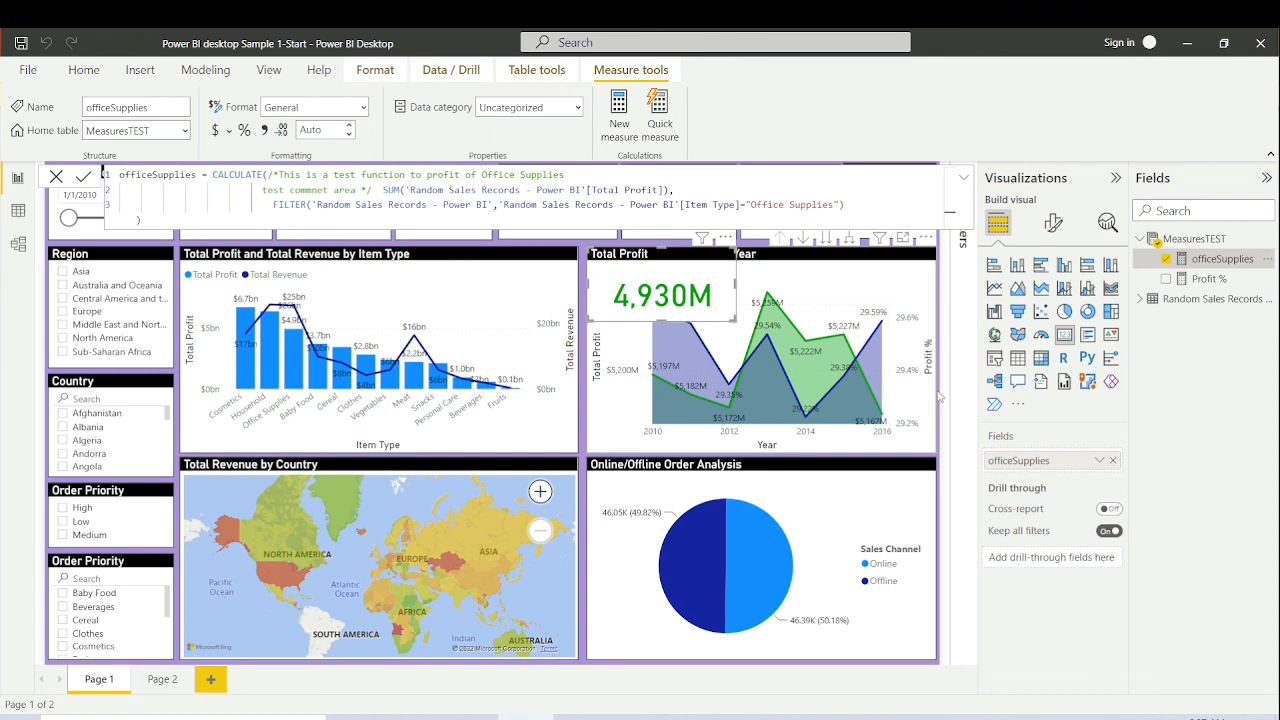 Power BI desktop Sample 1-Start - Power BI Desktop
Search
Sign in
File
Home
Insert
Modeling
View
Help
Format
Data / Drill
Table tools
Measure tools
Name
officeSupplies
Format
General
Data category
Uncategorized
Home table
MeasuresTEST
$
%
Auto
New measure
Quick measure
Structure
Formatting
Properties
Calculations
1 officeSupplies = CALCULATE(/*This is a test function to profit of Office Supplies
2 test commnet area */ SUM('Random Sales Records - Power BI'[Total Profit]),
3 FILTER('Random Sales Records - Power BI','Random Sales Records - Power BI'[Item Type]="Office Supplies")
)
1/1/2010
Region
Asia
Australia and Oceania
Central America and t...
Europe
Middle East and Nort...
North America
Sub-Saharan Africa
Country
Search
Afghanistan
Albania
Algeria
Andorra
Angola
Order Priority
High
Low
Medium
Order Priority
Search
Baby Food
Beverages
Cereal
Clothes
Cosmetics
Total Profit and Total Revenue by Item Type
Total Profit
Total Revenue
Total Profit
$5bn
$0bn
$6.7bn
$17bn
$25bn
$4.9bn
$3.7bn
$8bn
$2.8bn
$4bn
$16bn
$2.2bn
$6bn
$1.0bn
$0.1bn
$20bn
$0bn
Total Revenue
Cosmetics
Household
Office Supplies
Baby Food
Cereal
Clothes
Vegetables
Meat
Snacks
Personal Care
Beverages
Fruits
Item Type
Total Profit
Year
4,930M
Total Profit
$5,200M
$5,197M
$5,182M
29.35%
$5,172M
$5,259M
29.54%
$5,222M
29.22%
$5,227M
29.59%
$5,167M
29.6%
29.4%
29.2%
Profit %
2010
2012
2014
2016
Year
Total Revenue by Country
NORTH AMERICA
EUROPE
ASIA
Pacific Ocean
Atlantic Ocean
AFRICA
SOUTH AMERICA
Indian
AUSTRALIA
Microsoft Bing
© 2022 Microsoft Corporation Terms
Online/Offline Order Analysis
46.05K (49.82%)
46.39K (50.18%)
Sales Channel
Online
Offline
ers
Visualizations
Build visual
R
Py
Fields
officeSupplies
Drill through
Cross-report
Off
Keep all filters
On
Add drill-through fields here
Fields
Search
MeasuresTEST
officeSupplies
Profit %
Random Sales Records ...
Page 1
Page 2
Page 1 of 2